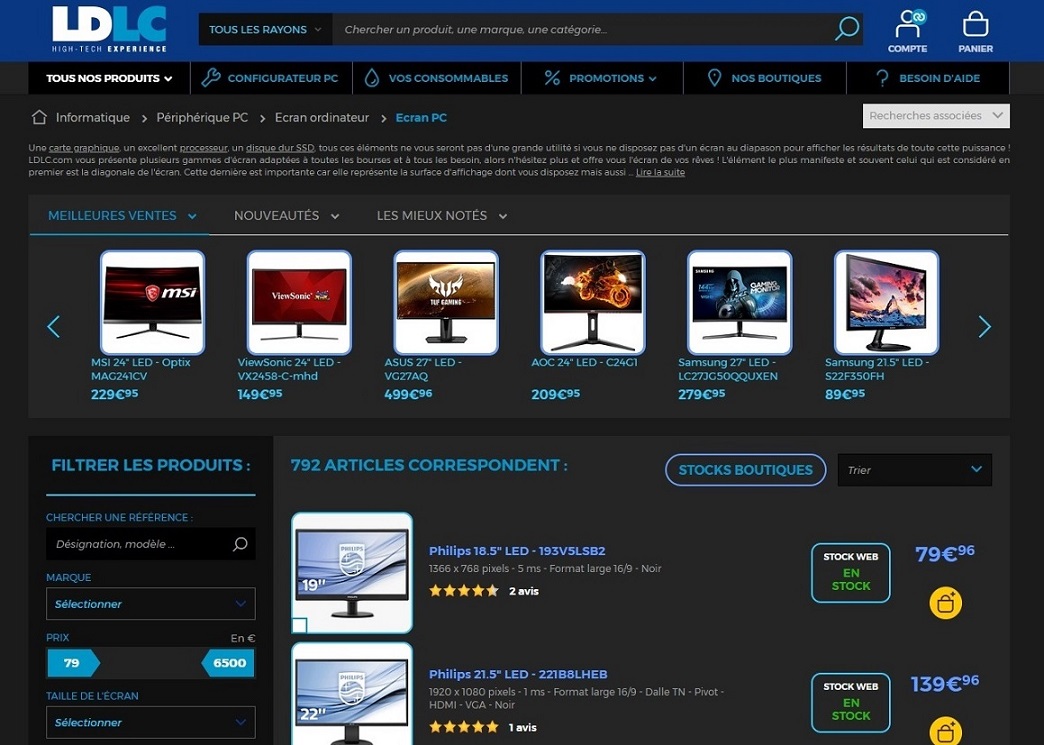 LDLC
HIGH-TECH EXPERIENCE
TOUS LES RAYONS
Chercher un produit, une marque, une catégorie...
COMPTE
PANIER
TOUS NOS PRODUITS
CONFIGURATEUR PC
VOS CONSOMMABLES
PROMOTIONS
NOS BOUTIQUES
BESOIN D'AIDE
Informatique > Périphérique PC > Ecran ordinateur > Ecran PC
Recherches associées
Une carte graphique, un excellent processeur, un disque dur SSD, tous ces éléments ne vous seront pas d'une grande utilité si vous ne disposez pas d'un écran au diapason pour afficher les résultats de toute cette puissance !
LDLC.com vous présente plusieurs gammes d'écran adaptées à toutes les bourses et à tous les besoin, alors n'hésitez plus et offre vous l'écran de vos rêves ! L'élément le plus manifeste et souvent celui qui est considéré en
premier est la diagonale de l'écran. Cette dernière est importante car elle représente la surface d'affichage dont vous disposez mais aussi ... Lire la suite
MEILLEURES VENTES
NOUVEAUTÉS
LES MIEUX NOTÉS
msi
ViewSonic
TUF GAMING
SAMSUNG
GAMING
MONITOR
MSI 24" LED - Optix
MAG241CV
229€95
ViewSonic 24" LED -
VX2458-C-mhd
149€95
ASUS 27" LED -
VG27AQ
499€96
AOC 24" LED - C24G1
209€95
Samsung 27" LED -
LC27JG50QQUXEN
279€95
Samsung 21.5" LED -
S22F350FH
89€95
FILTRER LES PRODUITS :
CHERCHER UNE RÉFÉRENCE :
Désignation, modèle ...
MARQUE
Sélectionner
PRIX
En €
79
6500
TAILLE DE L'ÉCRAN
Sélectionner
792 ARTICLES CORRESPONDENT :
STOCKS BOUTIQUES
Trier
PHILIPS
19"
Philips 18.5" LED - 193V5LSB2
1366 x 768 pixels - 5 ms - Format large 16/9 - Noir
2 avis
STOCK WEB
EN
STOCK
79€96
PHILIPS
22"
Philips 21.5" LED - 221B8LHEB
1920 x 1080 pixels - 1 ms - Format large 16/9 - Dalle TN - Pivot -
HDMI - VGA - Noir
1 avis
STOCK WEB
EN
STOCK
139€96